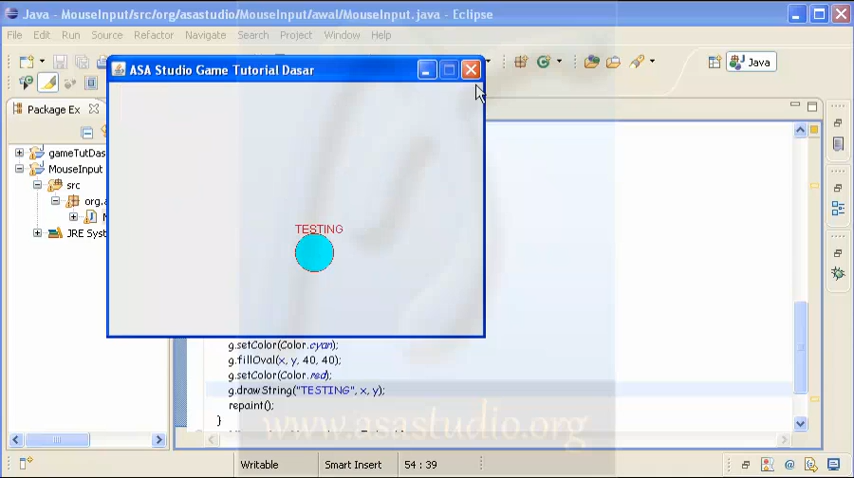 Java - MouseInput/src/org/asastudio/MouseInput/awal/MouseInput.java - Eclipse
File Edit Run Source Refactor Navigate Search Project Window Help
Java
ASA Studio Game Tutorial Dasar
Package Ex
gameTutDas
MouseInput
src
org.a
JRE Syst
TESTING
g.setColor(Color.cyan);
g.fillOval(x, y, 40, 40);
g.setColor(Color.red);
g.drawString("TESTING", x, y);
repaint();
}
www.asastudio.org
Writable Smart Insert 54 : 39